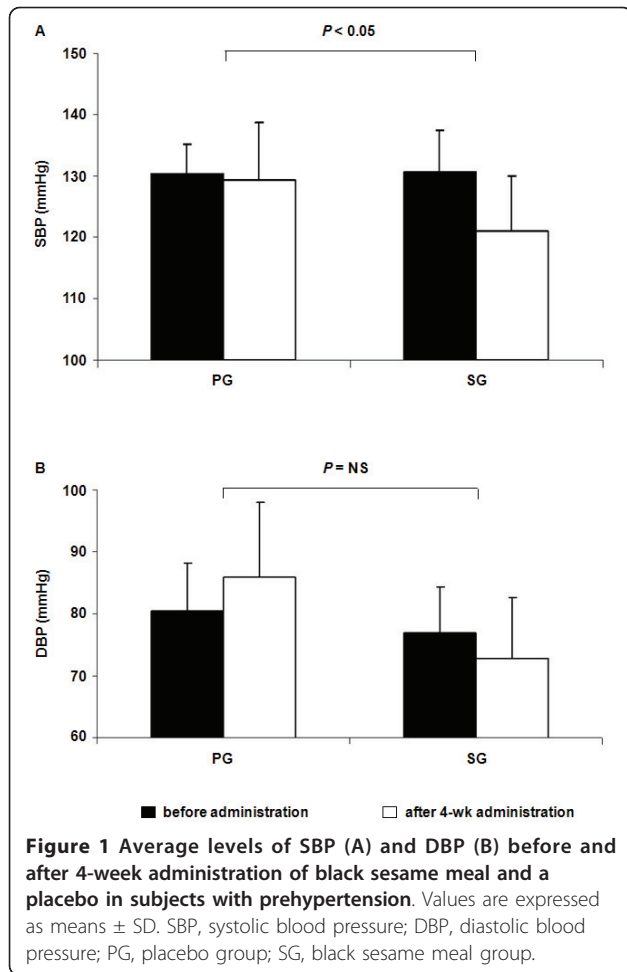 A
P < 0.05
150
140
130
120
110
100
SBP (mmHg)
PG SG
B
P = NS
100
90
80
70
60
DBP (mmHg)
PG SG
before administration after 4-wk administration
Figure 1 Average levels of SBP (A) and DBP (B) before and
after 4-week administration of black sesame meal and a
placebo in subjects with prehypertension. Values are expressed
as means ± SD. SBP, systolic blood pressure; DBP, diastolic blood
pressure; PG, placebo group; SG, black sesame meal group.